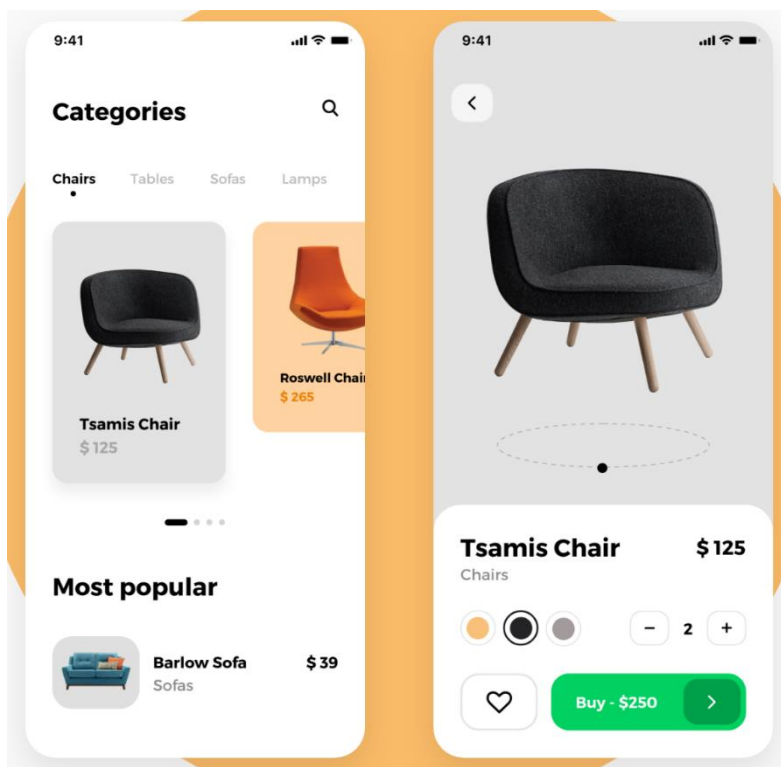 9:41
Categories
Chairs Tables Sofas Lamps
Tsamis Chair
$ 125
Roswell Chai
$ 265
Most popular
Barlow Sofa $ 39
Sofas
9:41
Tsamis Chair $ 125
Chairs
− 2 +
Buy - $250